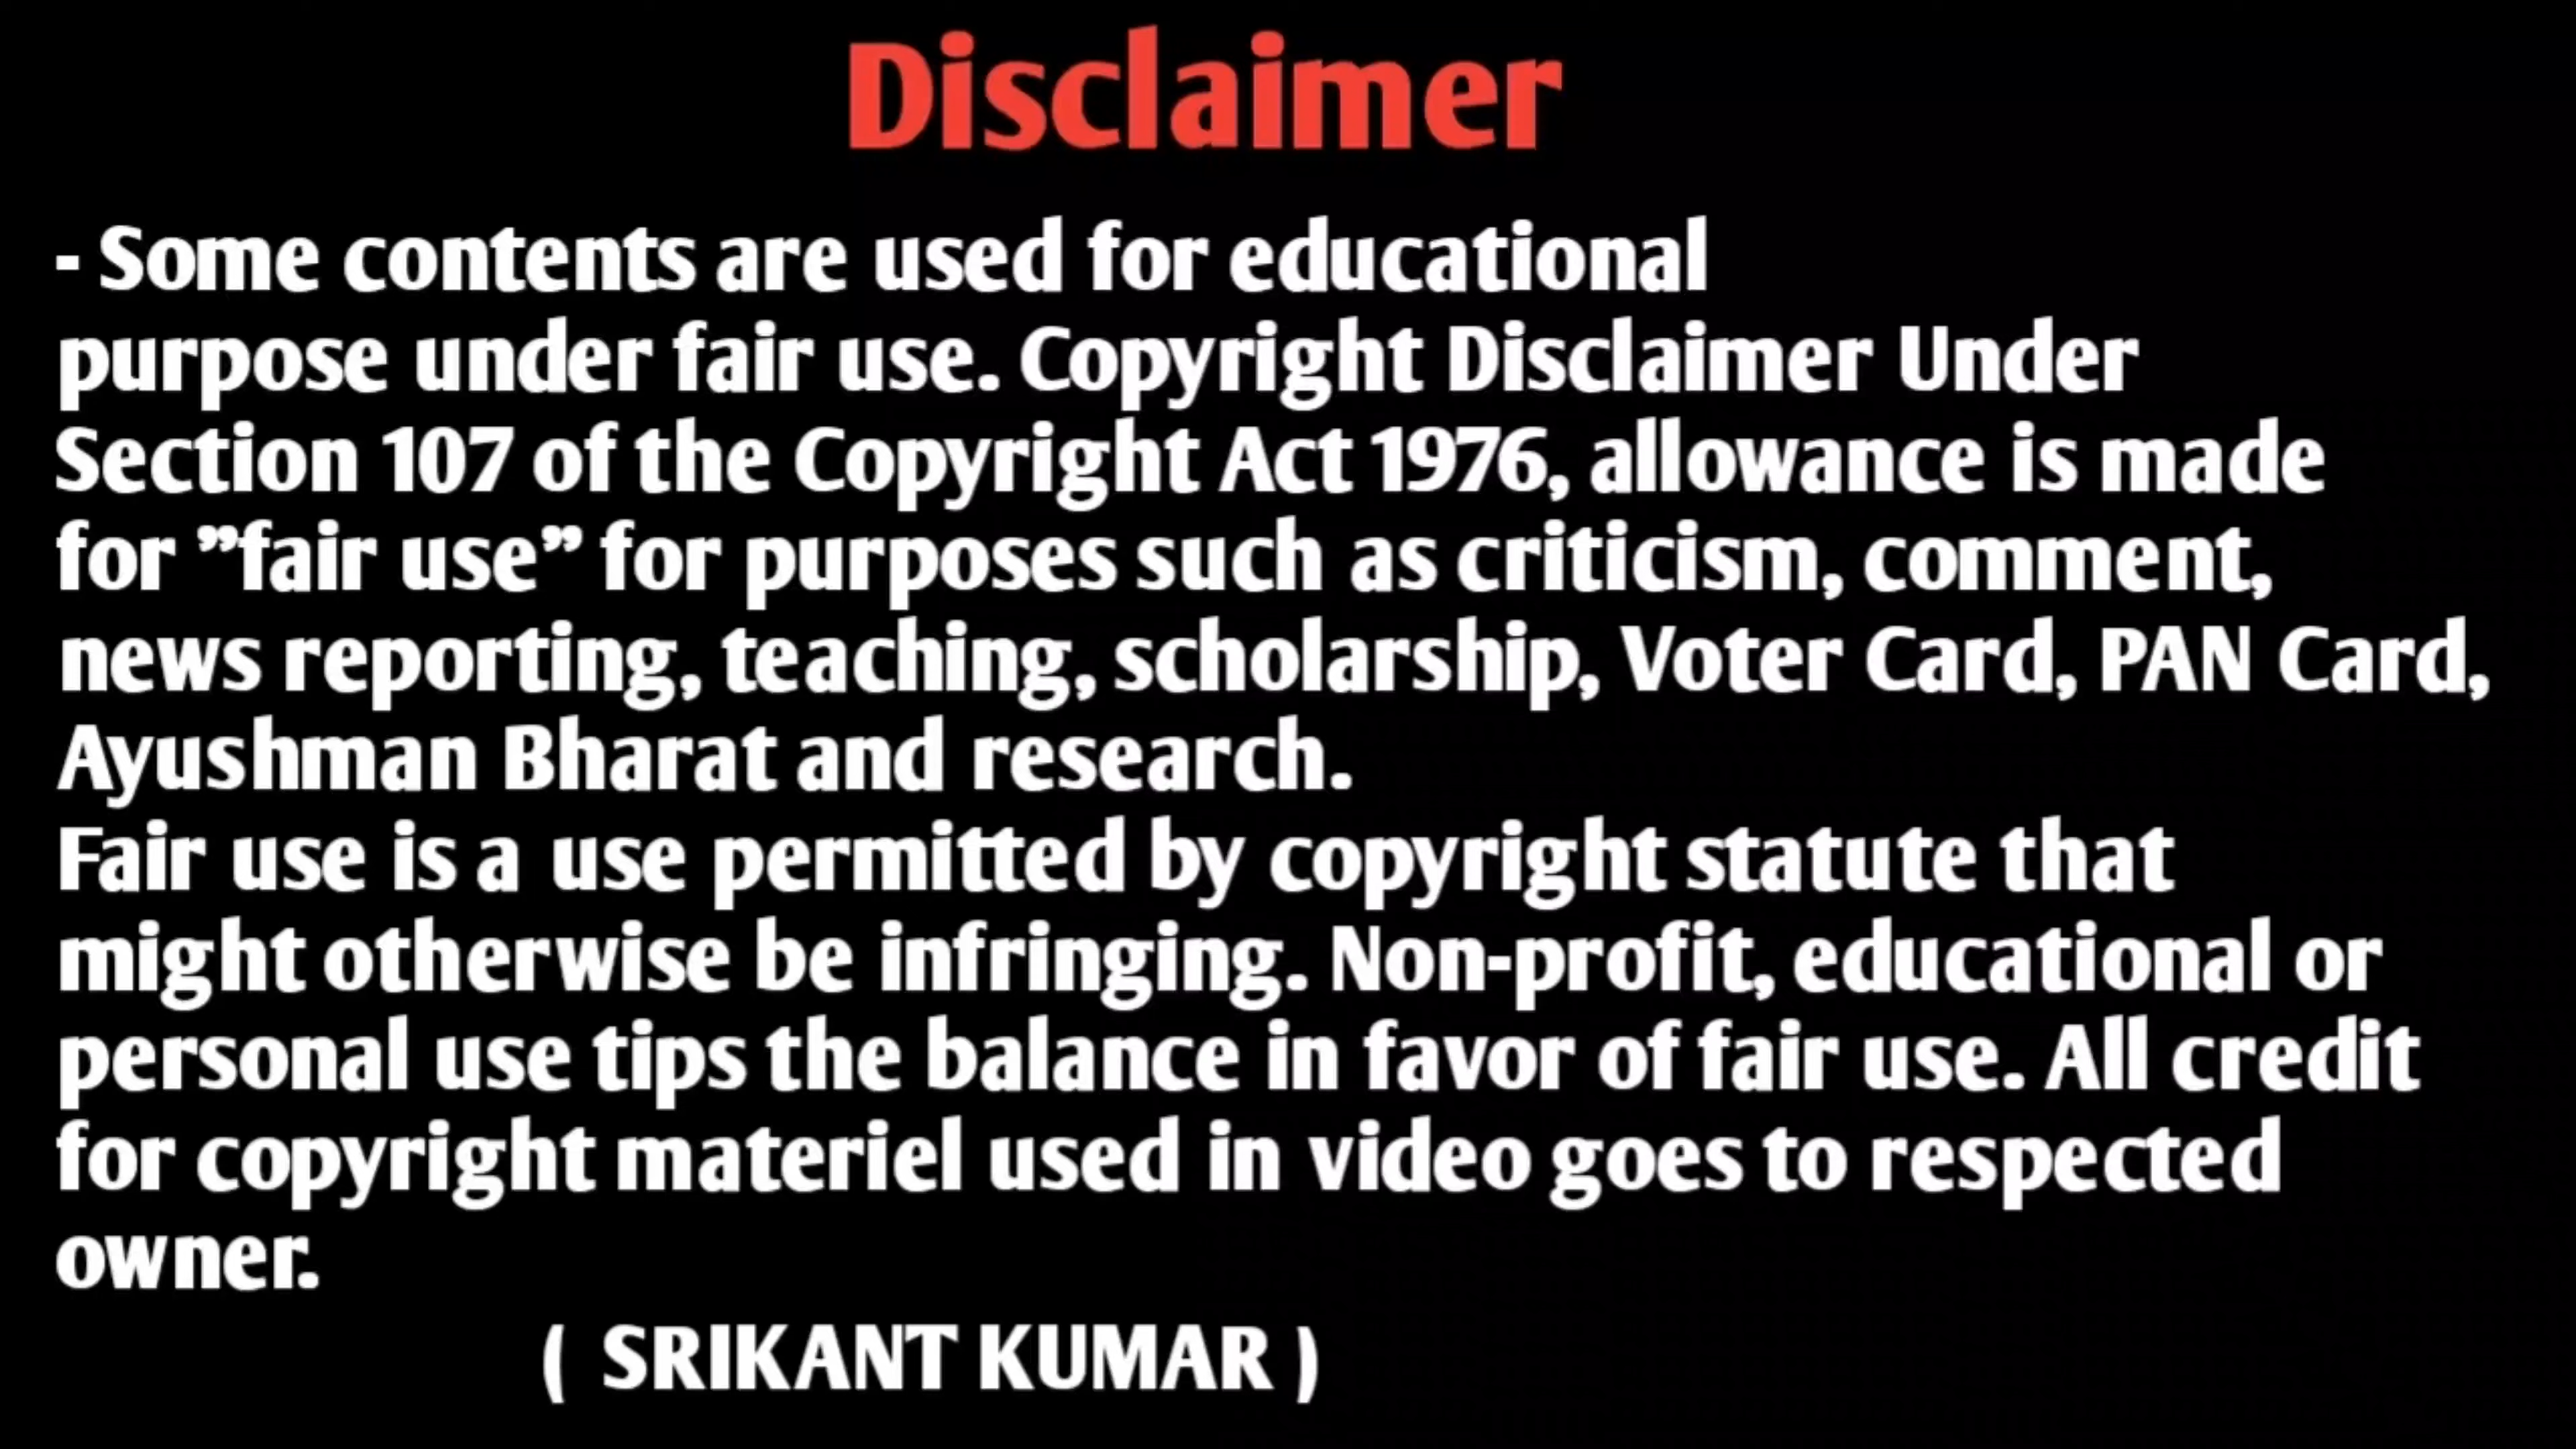 Disclaimer
- Some contents are used for educational
purpose under fair use. Copyright Disclaimer Under
Section 107 of the Copyright Act 1976, allowance is made
for ”fair use” for purposes such as criticism, comment,
news reporting, teaching, scholarship, Voter Card, PAN Card,
Ayushman Bharat and research.
Fair use is a use permitted by copyright statute that
might otherwise be infringing. Non-profit, educational or
personal use tips the balance in favor of fair use. All credit
for copyright materiel used in video goes to respected
owner.
( SRIKANT KUMAR )